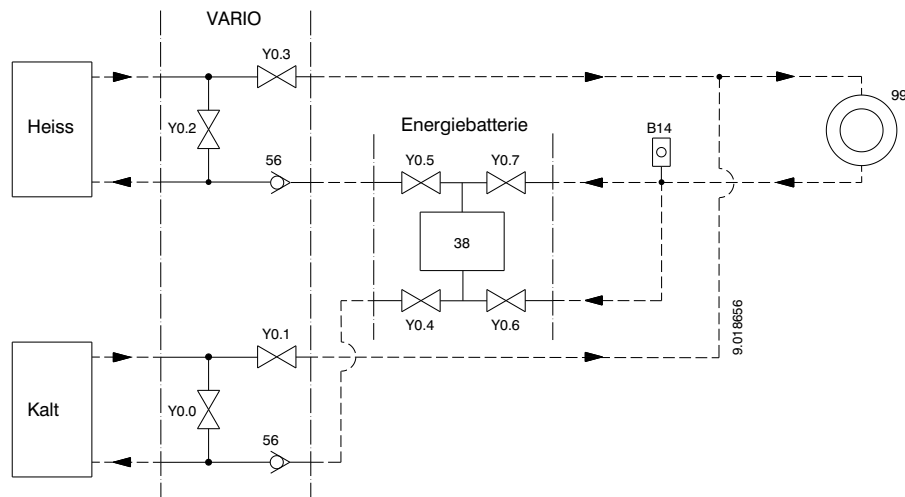 VARIO
Y0.3
99
Heiss
Y0.2
Energiebatterie
B14
56
Y0.5
Y0.7
38
Y0.4
Y0.6
Y0.1
9.018656
Kalt
Y0.0
56